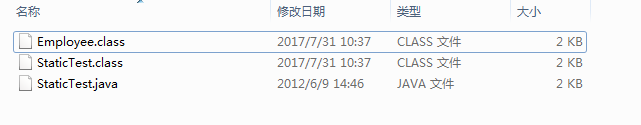 名称 修改日期 类型 大小
Employee.class 2017/7/31 10:37 CLASS 文件 2 KB
StaticTest.class 2017/7/31 10:37 CLASS 文件 2 KB
StaticTest.java 2012/6/9 14:46 JAVA 文件 2 KB